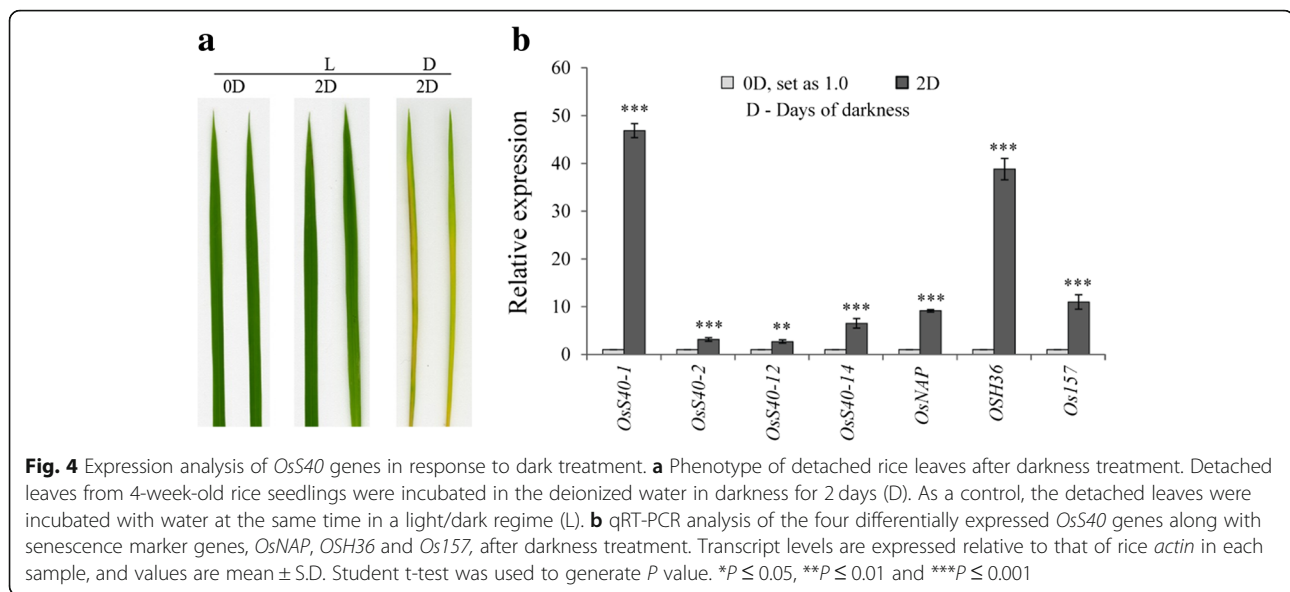 a
L D
0D 2D 2D
b
60
50
40
30
20
10
0
Relative expression
0D, set as 1.0 2D
D - Days of darkness
***
***
**
***
***
***
***
OsS40-1
OsS40-2
OsS40-12
OsS40-14
OsNAP
OSH36
Os157
Fig. 4 Expression analysis of OsS40 genes in response to dark treatment. a Phenotype of detached rice leaves after darkness treatment. Detached
leaves from 4-week-old rice seedlings were incubated in the deionized water in darkness for 2 days (D). As a control, the detached leaves were
incubated with water at the same time in a light/dark regime (L). b qRT-PCR analysis of the four differentially expressed OsS40 genes along with
senescence marker genes, OsNAP, OSH36 and Os157, after darkness treatment. Transcript levels are expressed relative to that of rice actin in each
sample, and values are mean ± S.D. Student t-test was used to generate P value. *P ≤ 0.05, **P ≤ 0.01 and ***P ≤ 0.001